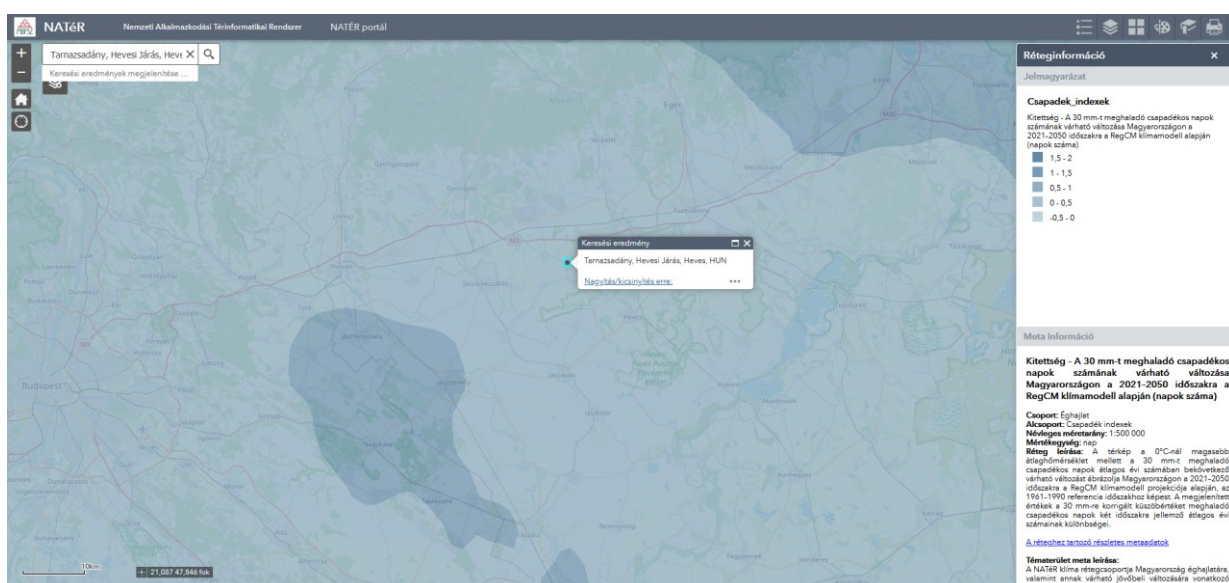 NATéR Nemzeti Alkalmazkodási Térinformatikai Rendszer NATÉR portál
Tarnazsadány, Hevesi Járás, Heve
Keresési eredmények megjelenítése ...
Keresési eredmény
Tarnazsadány, Hevesi Járás, Heves, HUN
Nagyítás/kicsinyítés erre:
Eger
Gyöngyös
M3
Hatvan
Heves
Jászberény
Budapest
Nagykáta
10km
21,087 47,846 fok
Réteginformáció
Jelmagyarázat
Csapadek_indexek
Kitettség - A 30 mm-t meghaladó csapadékos napok
számának várható változása Magyarországon a
2021-2050 időszakra a RegCM klímamodell alapján
(napok száma)
1,5 - 2
1 - 1,5
0,5 - 1
0 - 0,5
-0,5 - 0
Meta Információ
Kitettség - A 30 mm-t meghaladó csapadékos
napok számának várható változása
Magyarországon a 2021-2050 időszakra a
RegCM klímamodell alapján (napok száma)
Csoport: Éghajlat
Alcsoport: Csapadék indexek
Névleges méretarány: 1:500 000
Mértékegység: nap
Réteg leírása: A térkép a 0°C-nál magasabb
átlaghőmérséklet mellett a 30 mm-t meghaladó
csapadékos napok átlagos évi számában bekövetkező
várható változást ábrázolja Magyarországon a 2021-2050
időszakra a RegCM klímamodell projekciója alapján, az
1961-1990 referencia időszakhoz képest. A megjelenített
értékek a 30 mm-re korrigált küszöbértéket meghaladó
csapadékos napok két időszakra jellemző átlagos évi
számainak különbségei.
A réteghez tartozó részletes metaadatok
Tématerület meta leírása:
A NATéR klíma rétegcsoportja Magyarország éghajlatára,
valamint annak várható jövőbeli változására vonatkozó